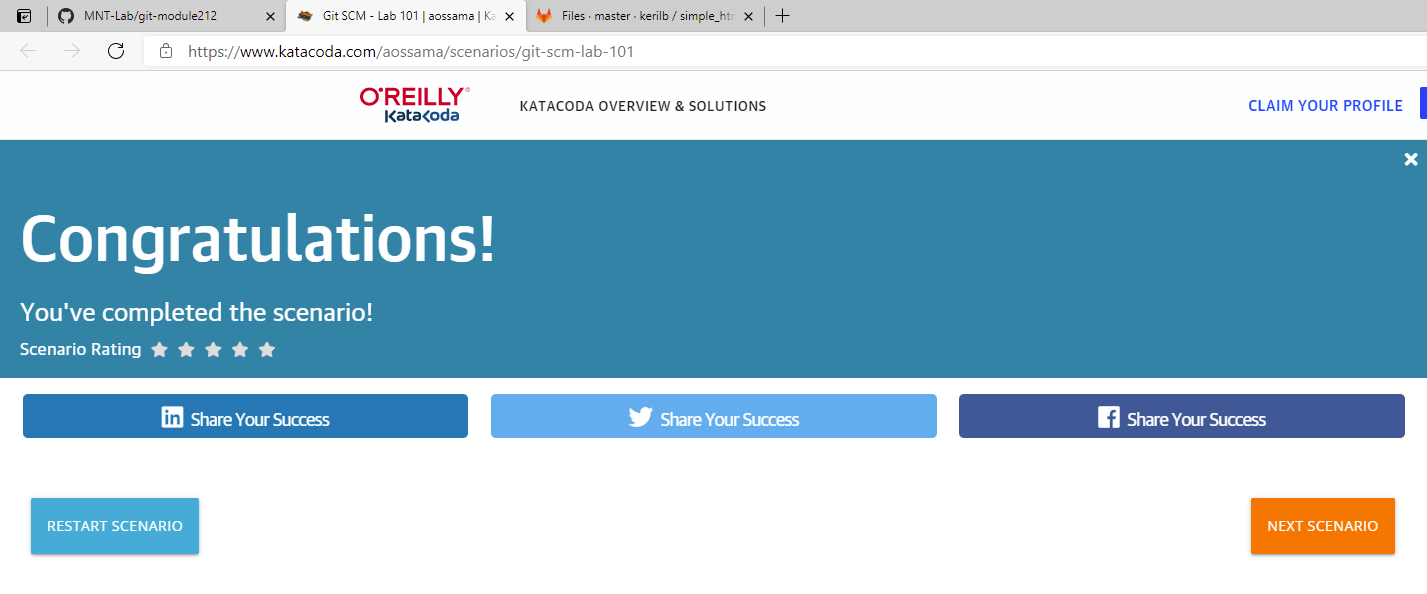 MNT-Lab/git-module212
Git SCM - Lab 101 | aossama | Ka
Files · master · kerilb / simple_htm
https://www.katacoda.com/aossama/scenarios/git-scm-lab-101
O'REILLY®
KataKoda
KATACODA OVERVIEW & SOLUTIONS
CLAIM YOUR PROFILE
Congratulations!
You've completed the scenario!
Scenario Rating
Share Your Success
Share Your Success
Share Your Success
RESTART SCENARIO
NEXT SCENARIO